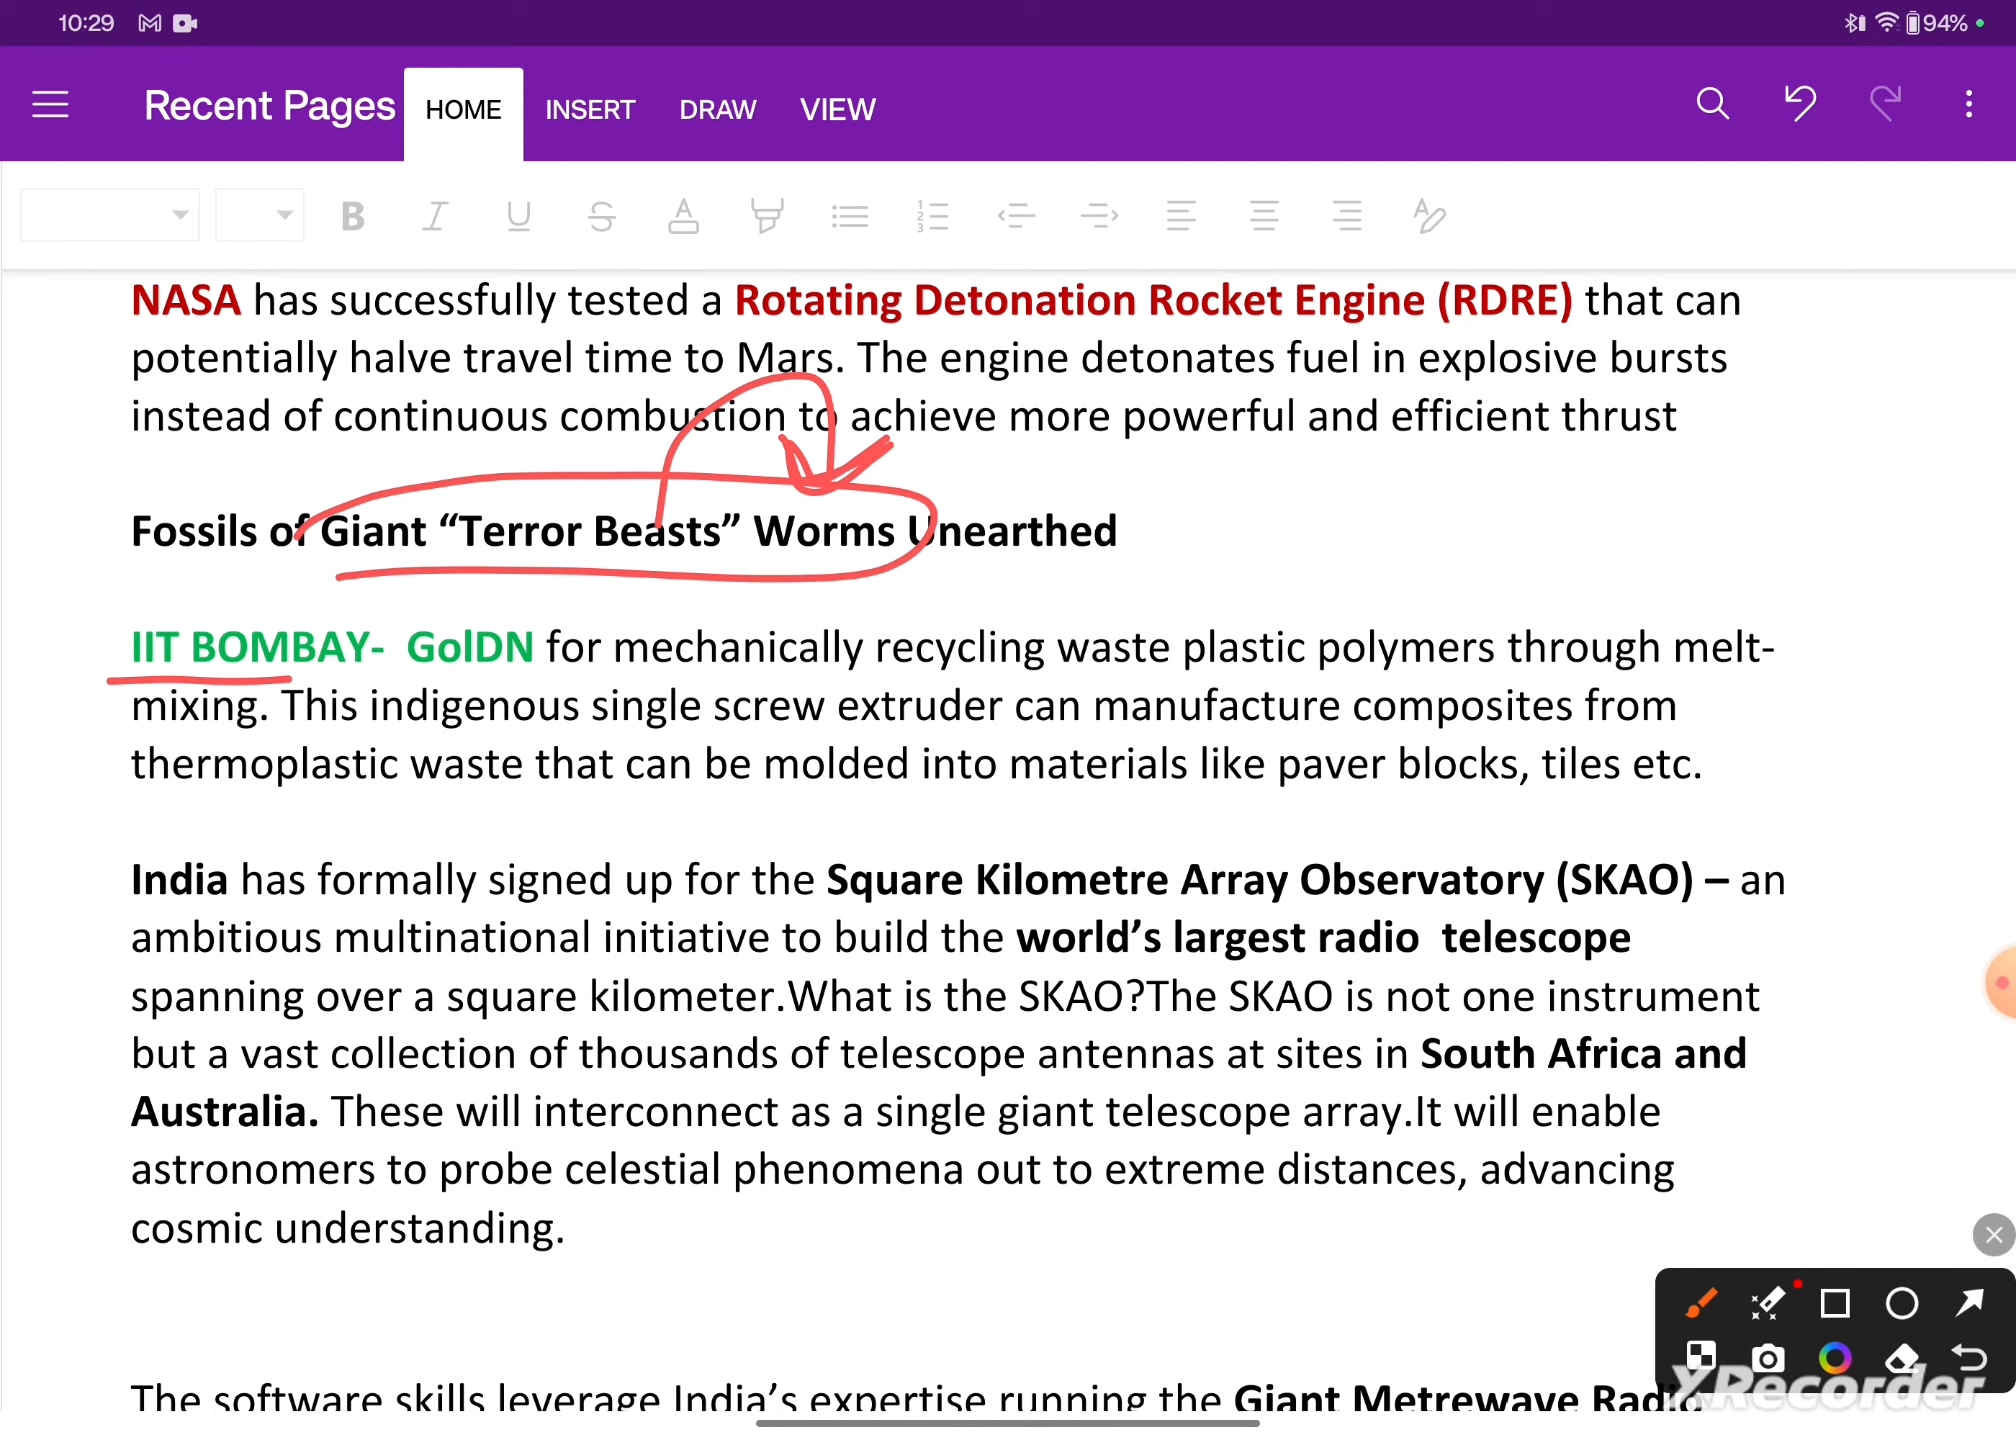 10:29
94%
Recent Pages HOME INSERT DRAW VIEW
NASA has successfully tested a Rotating Detonation Rocket Engine (RDRE) that can
potentially halve travel time to Mars. The engine detonates fuel in explosive bursts
instead of continuous combustion to achieve more powerful and efficient thrust
Fossils of Giant “Terror Beasts” Worms Unearthed
IIT BOMBAY- GolDN for mechanically recycling waste plastic polymers through melt-
mixing. This indigenous single screw extruder can manufacture composites from
thermoplastic waste that can be molded into materials like paver blocks, tiles etc.
India has formally signed up for the Square Kilometre Array Observatory (SKAO) – an
ambitious multinational initiative to build the world’s largest radio telescope
spanning over a square kilometer.What is the SKAO?The SKAO is not one instrument
but a vast collection of thousands of telescope antennas at sites in South Africa and
Australia. These will interconnect as a single giant telescope array.It will enable
astronomers to probe celestial phenomena out to extreme distances, advancing
cosmic understanding.
The software skills leverage India’s expertise running the Giant Metrewave Radio
XRecorder